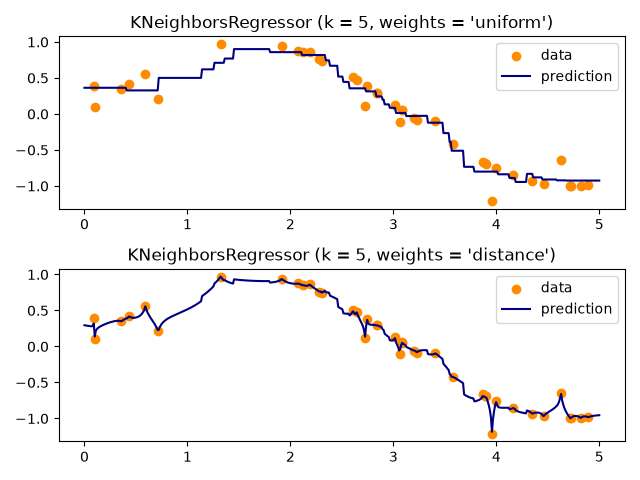 KNeighborsRegressor (k = 5, weights = 'uniform')
1.0
0.5
0.0
−0.5
−1.0
data
prediction
0 1 2 3 4 5
KNeighborsRegressor (k = 5, weights = 'distance')
1.0
0.5
0.0
−0.5
−1.0
data
prediction
0 1 2 3 4 5